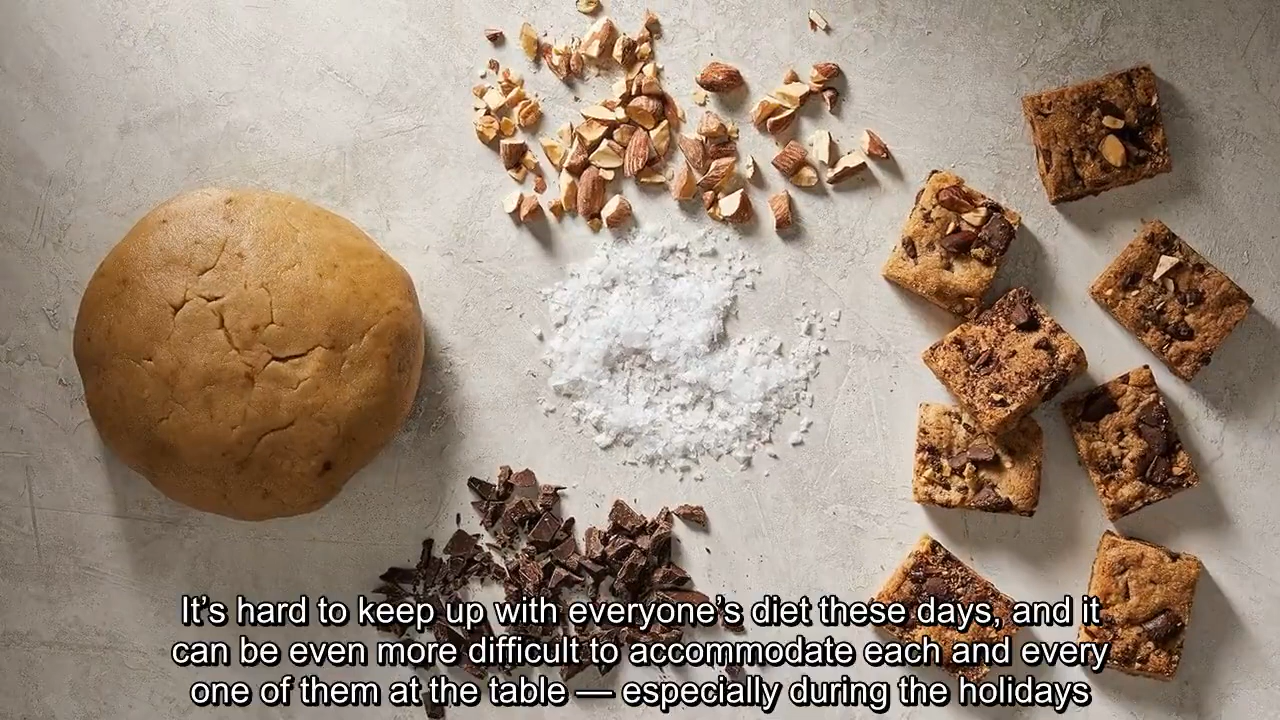 It’s hard to keep up with everyone’s diet these days, and it
can be even more difficult to accommodate each and every
one of them at the table — especially during the holidays